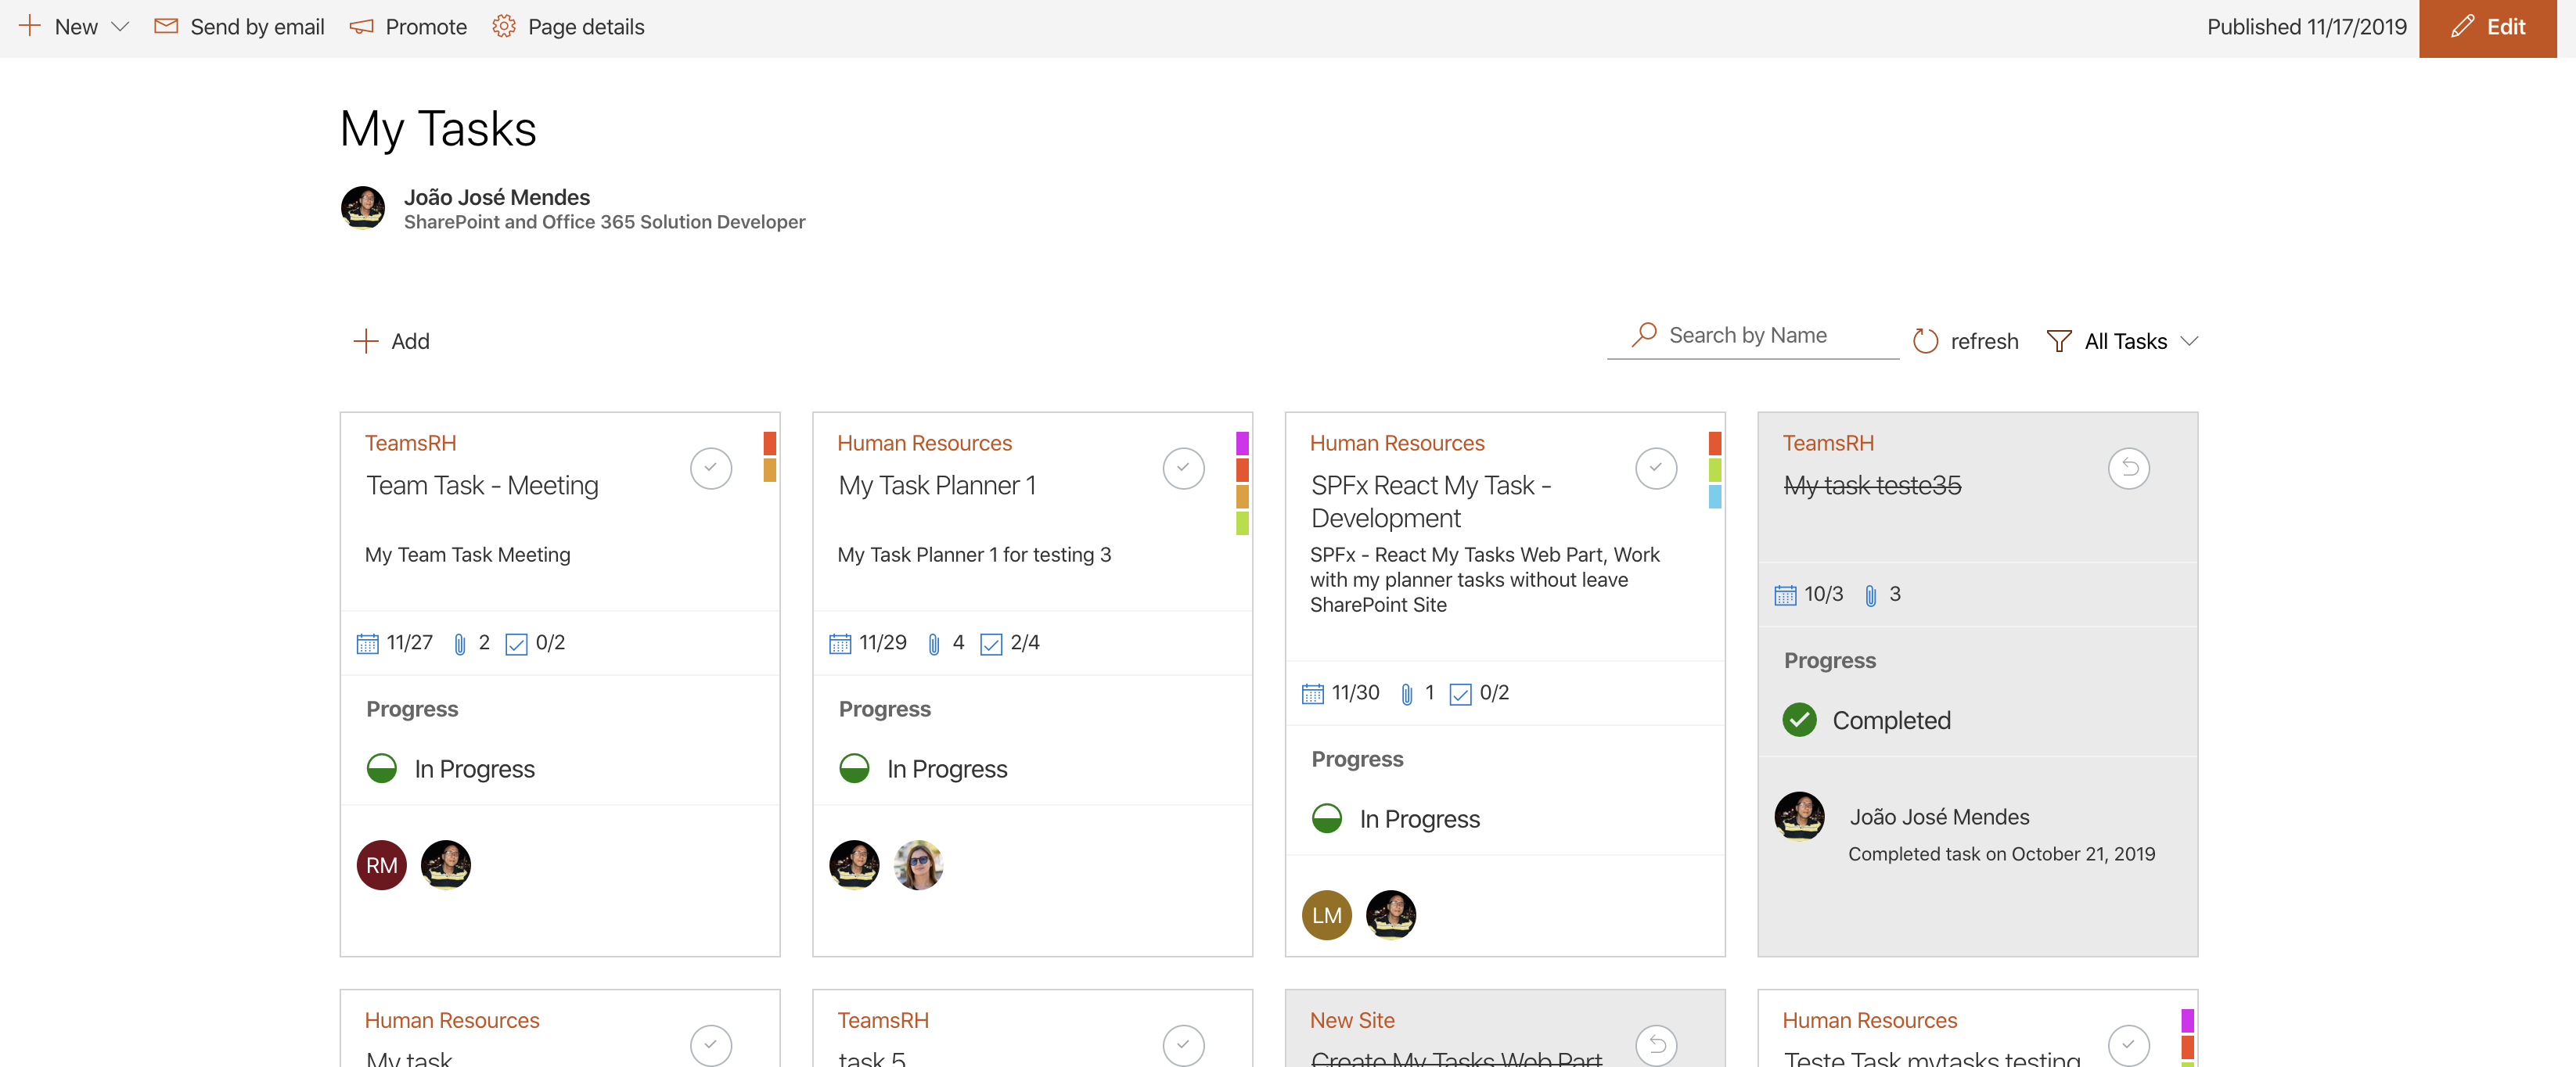 New
Send by email
Promote
Page details
Published 11/17/2019
Edit
My Tasks
João José Mendes
SharePoint and Office 365 Solution Developer
Add
Search by Name
refresh
All Tasks
TeamsRH
Team Task - Meeting
My Team Task Meeting
11/27 2 0/2
Progress
In Progress
RM
Human Resources
My Task Planner 1
My Task Planner 1 for testing 3
11/29 4 2/4
Progress
In Progress
Human Resources
SPFx React My Task -
Development
SPFx - React My Tasks Web Part, Work
with my planner tasks without leave
SharePoint Site
11/30 1 0/2
Progress
In Progress
LM
TeamsRH
My task teste35
10/3 3
Progress
Completed
João José Mendes
Completed task on October 21, 2019
Human Resources
My task
TeamsRH
task 5
New Site
Create My Tasks Web Part
Human Resources
Teste Task mytasks testing